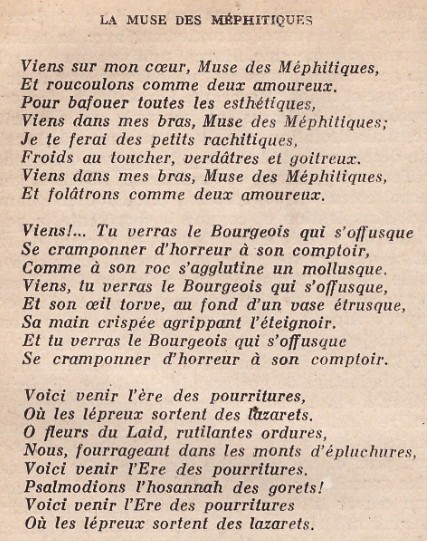 LA MUSE DES MÉPHITIQUES
Viens sur mon cœur, Muse des Méphitiques,
Et roucoulons comme deux amoureux.
Pour bafouer toutes les esthétiques,
Viens dans mes bras, Muse des Méphitiques;
Je te ferai des petits rachitiques,
Froids au toucher, verdâtres et goitreux.
Viens dans mes bras, Muse des Méphitiques,
Et folâtrons comme deux amoureux.
Viens!... Tu verras le Bourgeois qui s'offusque
Se cramponner d'horreur à son comptoir,
Comme à son roc s'agglutine un mollusque.
Viens, tu verras le Bourgeois qui s'offusque,
Et son œil torve, au fond d'un vase étrusque,
Sa main crispée agrippant l'éteignoir.
Et tu verras le Bourgeois qui s'offusque
Se cramponner d'horreur à son comptoir.
Voici venir l'ère des pourritures,
Où les lépreux sortent des lazarets.
O fleurs du Laid, rutilantes ordures,
Nous, fourrageant dans les monts d'épluchures,
Voici venir l'Ere des pourritures.
Psalmodions l'hosannah des gorets!
Voici venir l'Ere des pourritures
Où les lépreux sortent des lazarets.